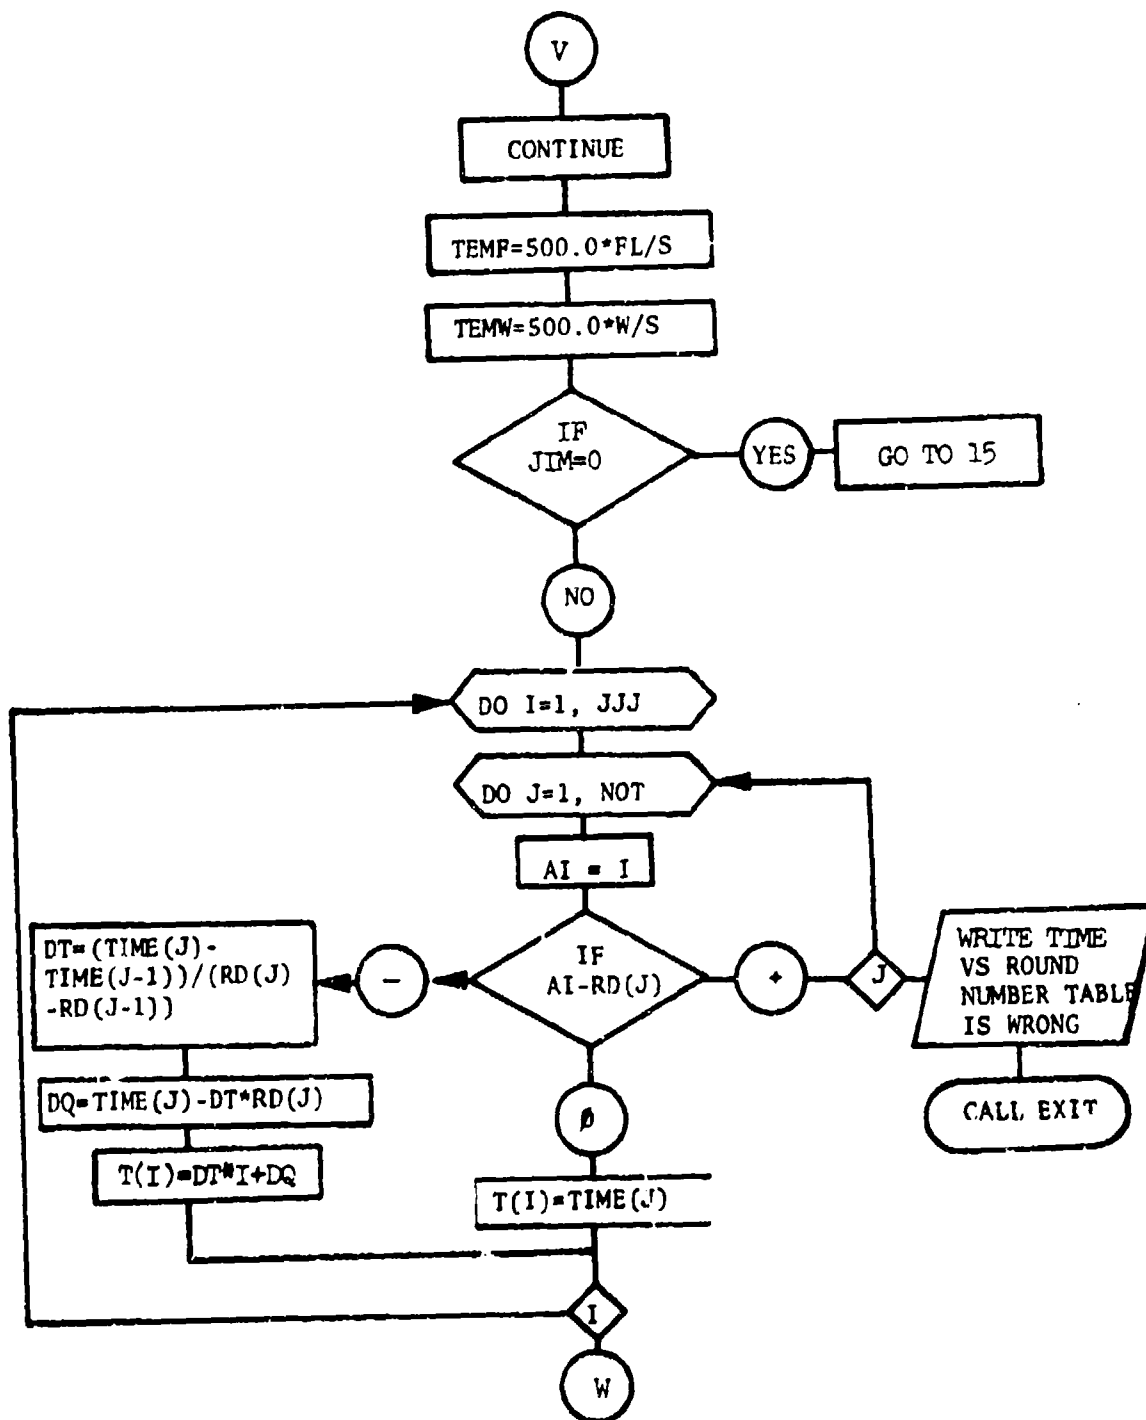 V
CONTINUE
TEMF=500.0*FL/S
TEMW=500.0*W/S
IF
JIM=0
YES
GO TO 15
NO
DO I=1, JJJ
DO J=1, NOT
AI = I
IF
AI-RD(J)
-
+
J
DT=(TIME(J)-
TIME(J-1))/(RD(J)
-RD(J-1))
WRITE TIME
VS ROUND
NUMBER TABLE
IS WRONG
DQ=TIME(J)-DT*RD(J)
Ø
CALL EXIT
T(I)=DT*I+DQ
T(I)=TIME(J)
I
W